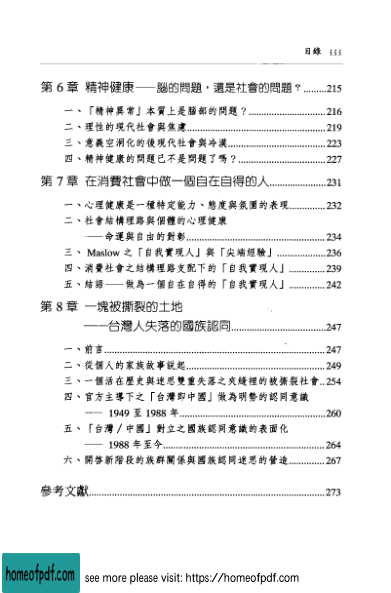 目錄 iii
第 6 章 精神健康──腦的問題，還是社會的問題？.........215
一、「精神異常」本質上是腦部的問題？.........................216
二、理性的現代社會與焦慮............................................219
三、意義空洞化的後現代社會與冷漠................................223
四、精神健康的問題已不是問題了嗎？............................227
第 7 章 在消費社會中做一個自在自得的人...................231
一、心理健康是一種特定能力、態度與氛圍的表現............232
二、社會結構理路與個體的心理健康
──命運與自由的對彰.................................................234
三、 Maslow 之「自我實現人」與「尖端經驗」................236
四、消費社會之結構理路支配下的「自我實現人」............239
五、結語──做為一個自在自得的「自我實現人」............242
第 8 章 一塊被撕裂的土地
──台灣人失落的國族認同...............................247
一、前言..........................................................................247
二、從個人的家族故事說起..............................................249
三、一個活在歷史與迷思雙重失落之夾縫裡的被撕裂社會..254
四、官方主導下之「台灣即中國」做為明勢的認同意識
── 1949 至 1988 年...................................................260
五、「台灣／中國」對立之國族認同意識的表面化
── 1988 年至今.........................................................264
六、開啓新階段的族群關係與國族認同迷思的營造............267
參考文獻.........................................................................273
homeofpdf.com
see more please visit: https://homeofpdf.com